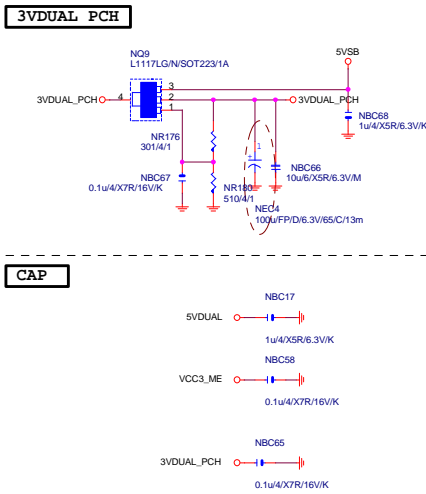 3VDUAL PCH
NQ9
L1117LG/N/SOT223/1A
5VSB
3
3VDUAL_PCH 4 2 3VDUAL_PCH
1
NBC68
1u/4/X5R/6.3V/K
NR176
301/4/1
1
+
NBC67
0.1u/4/X7R/16V/K
NBC66
10u/6/X5R/6.3V/M
NR180
510/4/1
NEC4
100u/FP/D/6.3V/65/C/13m
CAP
NBC17
5VDUAL
1u/4/X5R/6.3V/K
NBC58
VCC3_ME
0.1u/4/X7R/16V/K
NBC65
3VDUAL_PCH
0.1u/4/X7R/16V/K